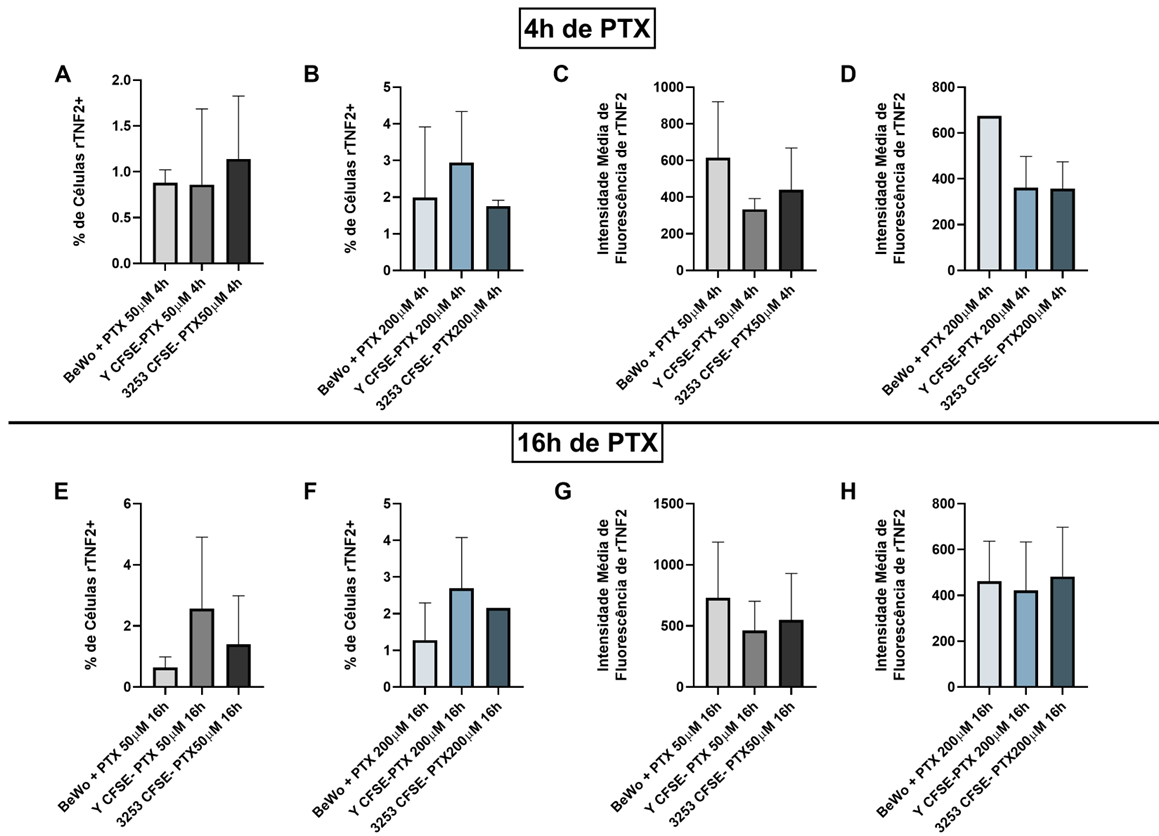 4h de PTX
A
% de Células rTNF2+
2.0
1.5
1.0
0.5
0.0
BeWo + PTX 50μM 4h
Y CFSE-PTX 50μM 4h
3253 CFSE- PTX50μM 4h
B
% de Células rTNF2+
5
4
3
2
1
0
BeWo + PTX 200μM 4h
Y CFSE-PTX 200μM 4h
3253 CFSE- PTX200μM 4h
C
Intensidade Média de
Fluorescência de rTNF2
1000
800
600
400
200
0
BeWo + PTX 50μM 4h
Y CFSE-PTX 50μM 4h
3253 CFSE- PTX50μM 4h
D
Intensidade Média de
Fluorescência de rTNF2
800
600
400
200
0
BeWo + PTX 200μM 4h
Y CFSE-PTX 200μM 4h
3253 CFSE- PTX200μM 4h
16h de PTX
E
% de Células rTNF2+
6
4
2
0
BeWo + PTX 50μM 16h
Y CFSE- PTX 50μM 16h
3253 CFSE- PTX50μM 16h
F
% de Células rTNF2+
5
4
3
2
1
0
BeWo + PTX 200μM 16h
Y CFSE-PTX 200μM 16h
3253 CFSE- PTX200μM 16h
G
Intensidade Média de
Fluorescência de rTNF2
1500
1000
500
0
BeWo + PTX 50μM 16h
Y CFSE- PTX 50μM 16h
3253 CFSE- PTX50μM 16h
H
Intensidade Média de
Fluorescência de rTNF2
800
600
400
200
0
BeWo + PTX 200μM 16h
Y CFSE-PTX 200μM 16h
3253 CFSE- PTX200μM 16h